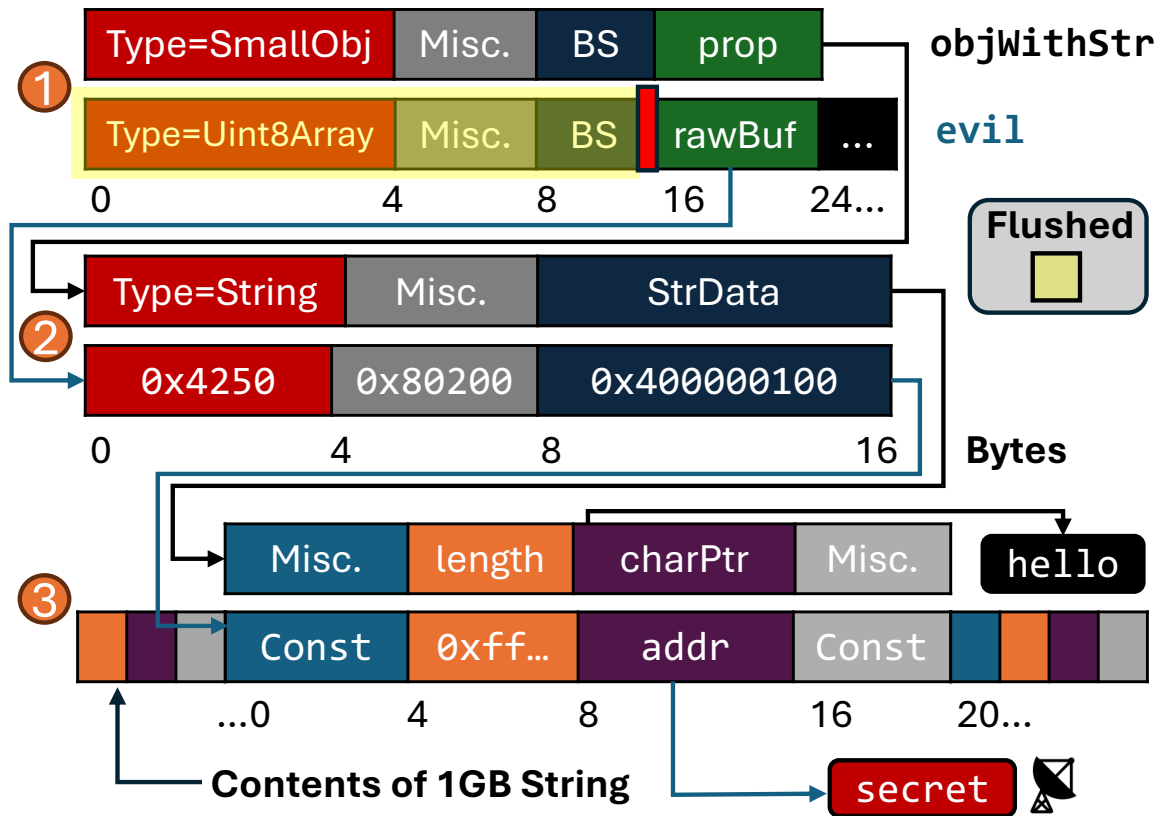 Type=SmallObj Misc. BS prop objWithStr
1
Type=Uint8Array Misc. BS rawBuf ... evil
0 4 8 16 24...
Flushed
Type=String Misc. StrData
2
0x4250 0x80200 0x400000100
0 4 8 16 Bytes
Misc. length charPtr Misc. hello
3
Const 0xff… addr Const
...0 4 8 16 20...
Contents of 1GB String
secret